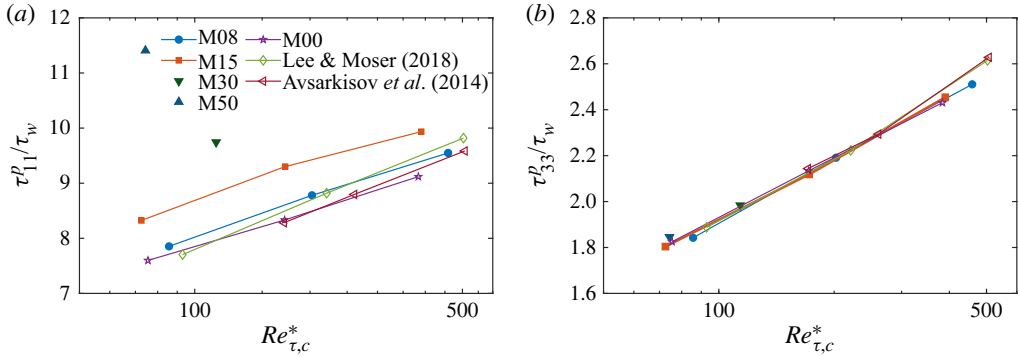 (a)
12
11
10
9
8
7
τ^p_11/τ_w
M08
M15
M30
M50
M00
Lee & Moser (2018)
Avsarkisov et al. (2014)
100
500
Re*_τ,c
(b)
2.8
2.6
2.4
2.2
2.0
1.8
1.6
τ^p_33/τ_w
100
500
Re*_τ,c